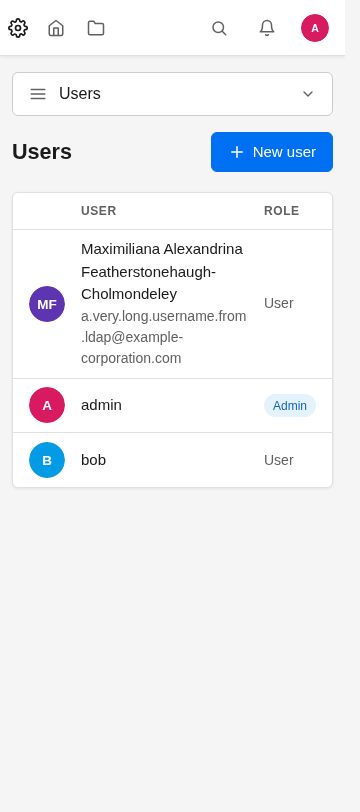 A
Users
Users
New user
USER ROLE
MF
Maximiliana Alexandrina
Featherstonehaugh-
Cholmondeley
a.very.long.username.from
.ldap@example-
corporation.com
User
A admin Admin
B bob User